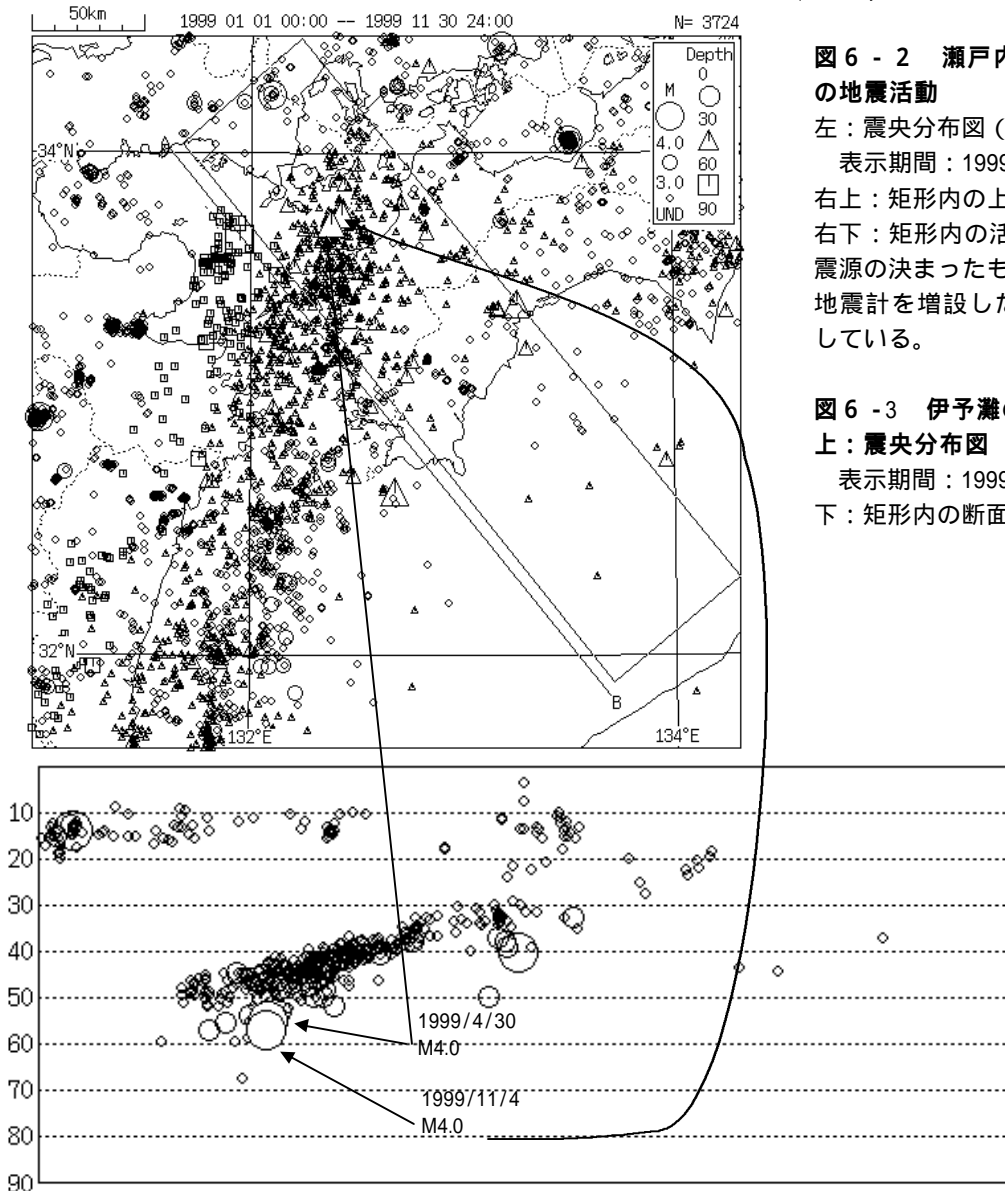 50km
1999 01 01 00:00 -- 1999 11 30 24:00
N= 3724
Depth
0
M
30
4.0
60
3.0
90
UND
34°N
32°N
132°E
134°E
A
B
図6 - 2 瀬戸内
の地震活動
左：震央分布図（
表示期間：1999
右上：矩形内の上
右下：矩形内の活
震源の決まったも
地震計を増設した
している。
図6 -3 伊予灘
上：震央分布図
表示期間：1999
下：矩形内の断面
10
20
30
40
50
60
70
80
90
1999/4/30
M4.0
1999/11/4
M4.0